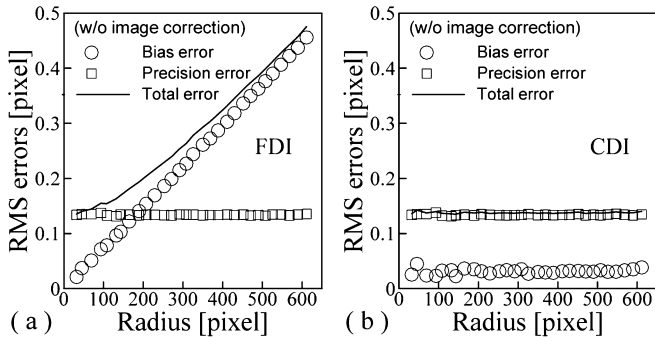 (w/o image correction)
Bias error
Precision error
Total error
FDI
RMS errors [pixel]
0.5
0.4
0.3
0.2
0.1
0
0 100 200 300 400 500 600
Radius [pixel]
( a )
(w/o image correction)
Bias error
Precision error
Total error
CDI
RMS errors [pixel]
0.5
0.4
0.3
0.2
0.1
0
0 100 200 300 400 500 600
Radius [pixel]
( b )